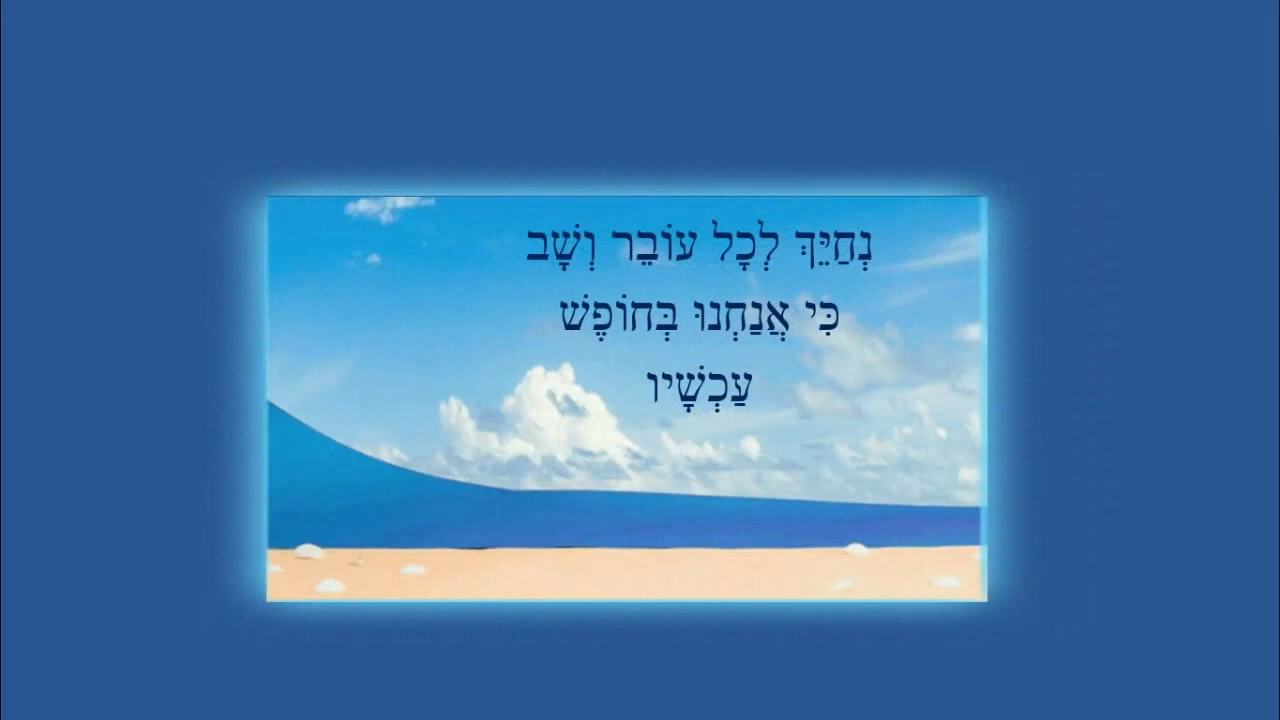 נְחַיֵּךְ לְכָל עוֹבֵר וְשָׁב
כִּי אֲנַחְנוּ בְּחוֹפֶשׁ
עַכְשָׁיו